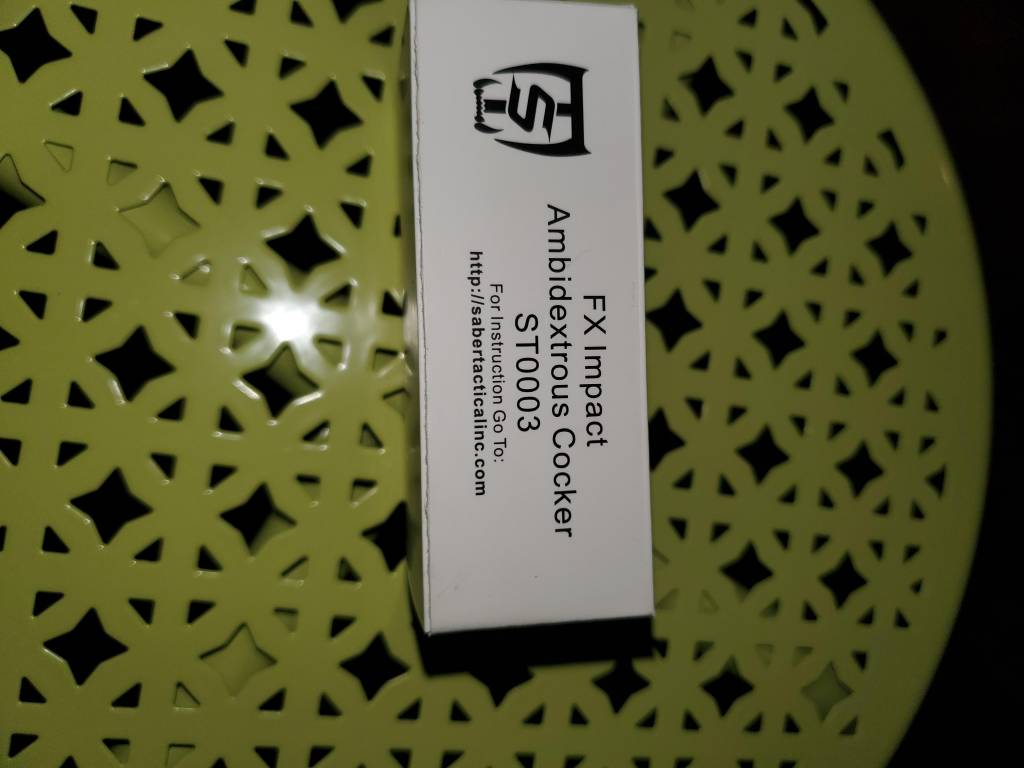 FX Impact
Ambidextrous Cocker
ST0003
For Instruction Go To:
http://sabertacticalinc.com